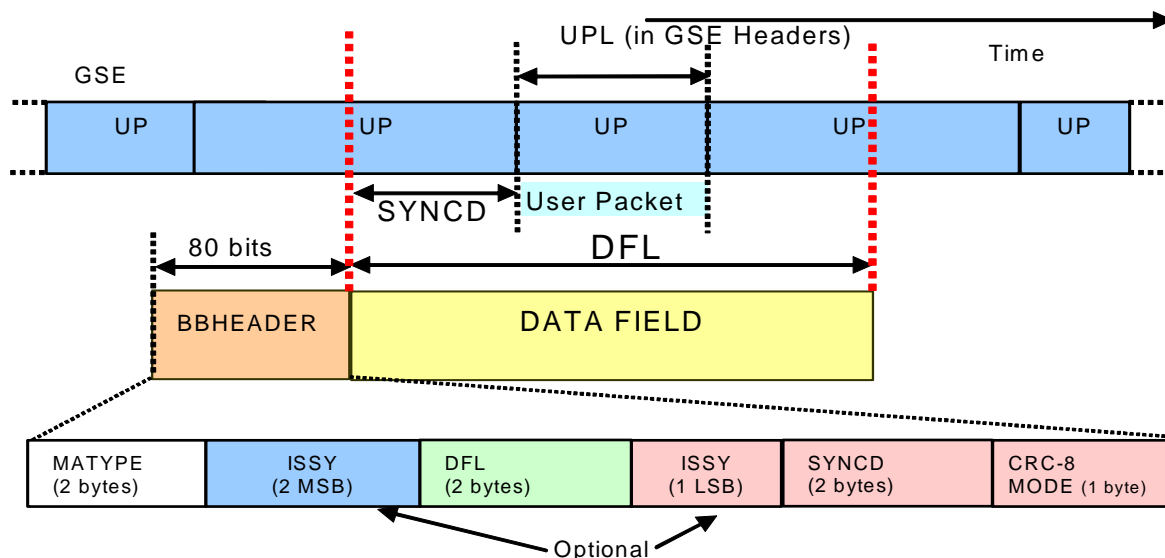 UPL (in GSE Headers)
Time
GSE
UP UP UP UP UP
SYNCD
User Packet
80 bits
DFL
BBHEADER
DATA FIELD
MATYPE
(2 bytes)
ISSY
(2 MSB)
DFL
(2 bytes)
ISSY
(1 LSB)
SYNCD
(2 bytes)
CRC-8
MODE (1 byte)
Optional